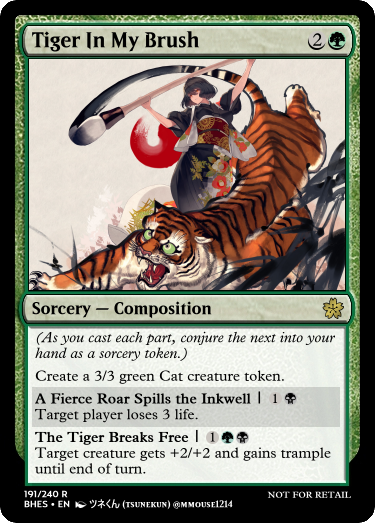 Tiger In My Brush 2
Sorcery — Composition
(As you cast each part, conjure the next into your
hand as a sorcery token.)
Create a 3/3 green Cat creature token.
A Fierce Roar Spills the Inkwell | 1
Target player loses 3 life.
The Tiger Breaks Free | 1
Target creature gets +2/+2 and gains trample
until end of turn.
191/240 R
NOT FOR RETAIL
BHES • EN ツネくん (TSUNEKUN) @MMOUSE1214